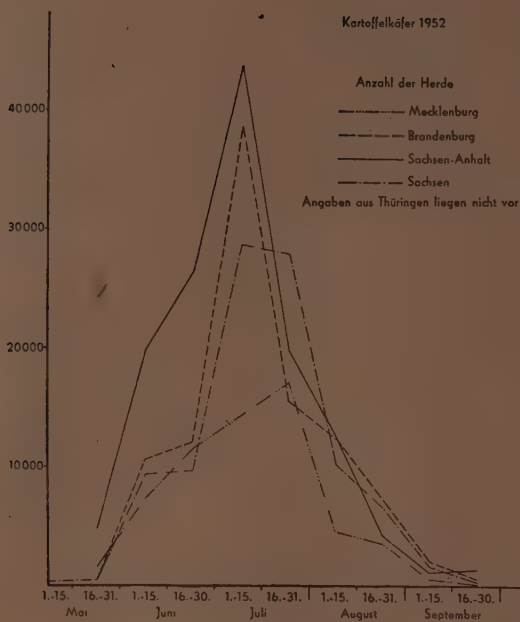 Kartoffelkäfer 1952
Anzahl der Herde
Mecklenburg
Brandenburg
Sachsen-Anhalt
Sachsen
Angaben aus Thüringen liegen nicht vor
40000
30000
20000
10000
1.-15. 16.-31. 1.-15. 16.-30. 1.-15. 16.-31. 1.-15. 16.-31. 1.-15. 16.-30.
Mai Juni Juli August September